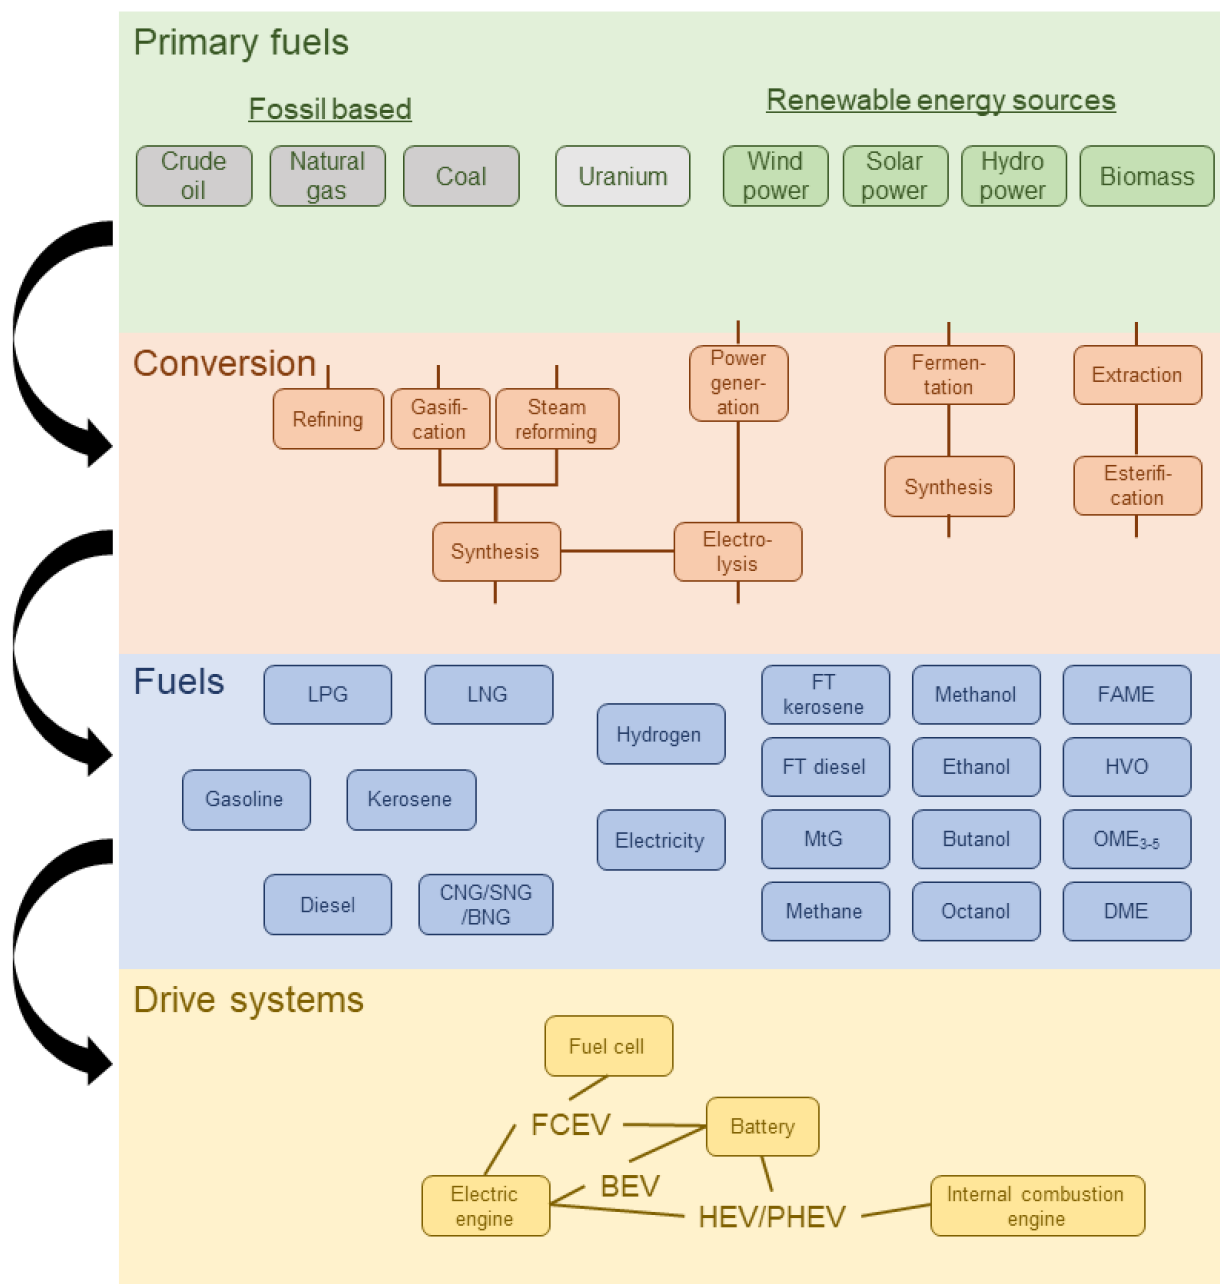 Primary fuels
Fossil based
Renewable energy sources
Crude
oil
Natural
gas
Coal
Uranium
Wind
power
Solar
power
Hydro
power
Biomass
Conversion
Refining
Gasifi-
cation
Steam
reforming
Power
gener-
ation
Fermen-
tation
Extraction
Synthesis
Esterifi-
cation
Synthesis
Electro-
lysis
Fuels
LPG
LNG
Hydrogen
Gasoline
Kerosene
Electricity
Diesel
CNG/SNG
/BNG
FT
kerosene
Methanol
FAME
FT diesel
Ethanol
HVO
MtG
Butanol
OME3-5
Methane
Octanol
DME
Drive systems
Fuel cell
FCEV
Battery
BEV
Electric
engine
HEV/PHEV
Internal combustion
engine